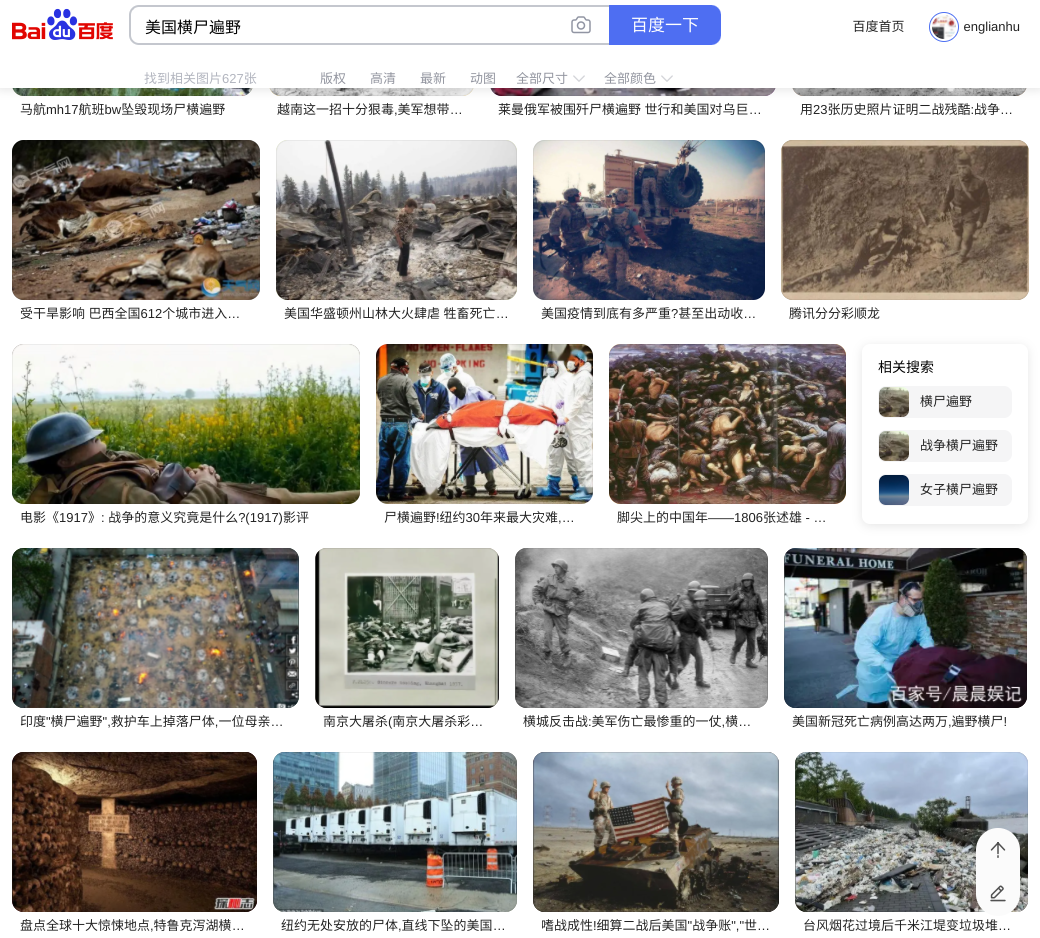 Bai du 百度
美国横尸遍野
百度一下
百度首页
englianhu
找到相关图片627张
版权
高清
最新
动图
全部尺寸
全部颜色
马航mh17航班bw坠毁现场尸横遍野
越南这一招十分狠毒,美军想带…
莱曼俄军被围歼尸横遍野 世行和美国对乌巨…
用23张历史照片证明二战残酷:战争…
受干旱影响 巴西全国612个城市进入…
美国华盛顿州山林大火肆虐 牲畜死亡…
美国疫情到底有多严重?甚至出动收…
腾讯分分彩顺龙
NO-OPEN-FLAMES
相关搜索
横尸遍野
战争横尸遍野
女子横尸遍野
电影《1917》: 战争的意义究竟是什么?(1917)影评
尸横遍野!纽约30年来最大灾难,…
脚尖上的中国年——1806张述雄 - …
FUNERAL HOME
百家号/晨晨娱记
印度"横尸遍野",救护车上掉落尸体,一位母亲…
南京大屠杀(南京大屠杀彩…
横城反击战:美军伤亡最惨重的一仗,横…
美国新冠死亡病例高达两万,遍野横尸!
探秘志
盘点全球十大惊悚地点,特鲁克泻湖横…
纽约无处安放的尸体,直线下坠的美国…
嗜战成性!细算二战后美国"战争账","世…
台风烟花过境后千米江堤变垃圾堆…